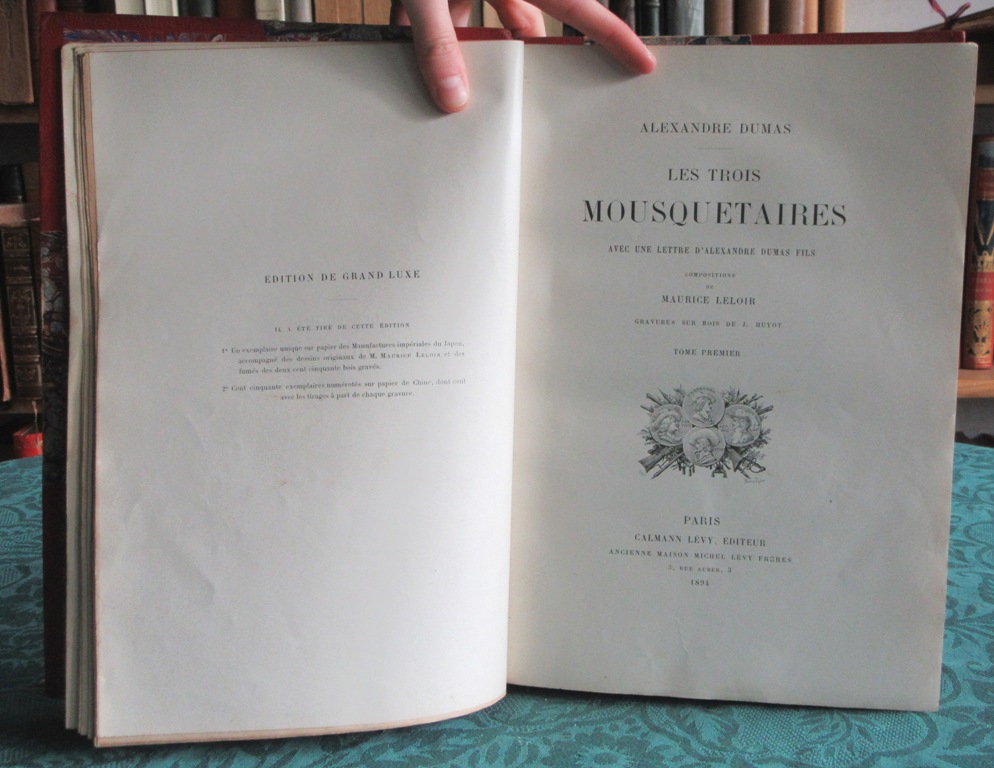 ÉDITION DE GRAND LUXE
IL A ÉTÉ TIRÉ DE CETTE ÉDITION
1º Un exemplaire unique sur papier des Manufactures impériales du Japon,
accompagné des dessins originaux de M. MAURICE LELOIR et des
fumés des deux cent cinquante bois gravés.
2º Cent cinquante exemplaires numérotés sur papier de Chine, dont cent
avec les tirages à part de chaque gravure.
ALEXANDRE DUMAS
LES TROIS
MOUSQUETAIRES
AVEC UNE LETTRE D'ALEXANDRE DUMAS FILS
COMPOSITIONS
DE
MAURICE LELOIR
GRAVURES SUR BOIS DE J. HUYOT
TOME PREMIER
PARIS
CALMANN LÉVY, ÉDITEUR
ANCIENNE MAISON MICHEL LÉVY FRÈRES
3, RUE AUBER, 3
1894